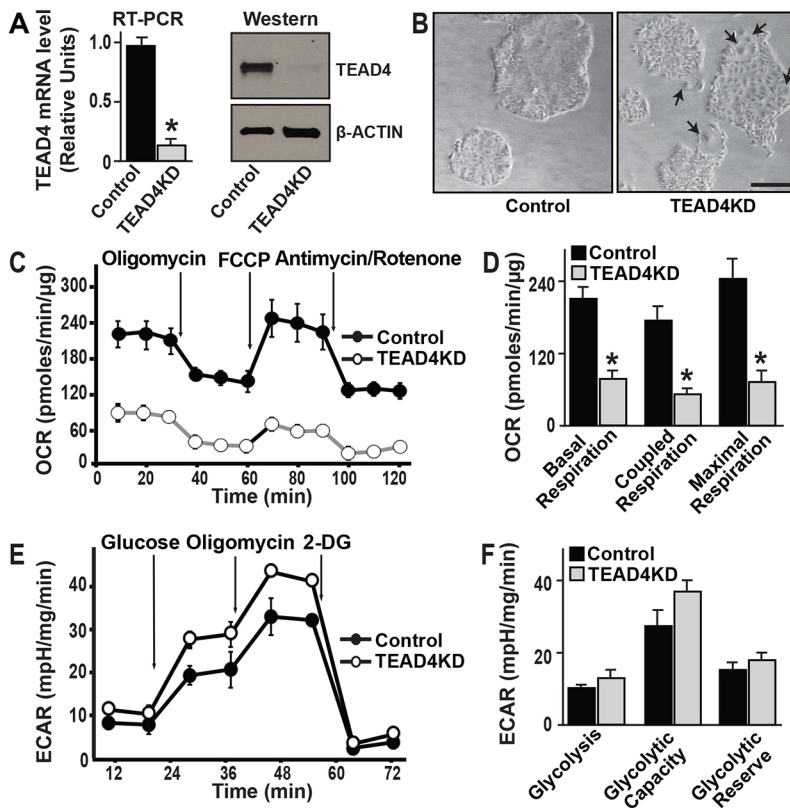 A
RT-PCR
TEAD4 mRNA level
(Relative Units)
1.0
0.5
0
*
Control
TEAD4KD
Western
TEAD4
β-ACTIN
Control
TEAD4KD
B
Control
TEAD4KD
C
Oligomycin FCCP Antimycin/Rotenone
OCR (pmoles/min/µg)
300
240
180
120
60
0
Control
TEAD4KD
0 20 40 60 80 100 120
Time (min)
D
Control
TEAD4KD
OCR (pmoles/min/µg)
240
120
0
* * *
Basal
Respiration
Coupled
Respiration
Maximal
Respiration
E
Glucose Oligomycin 2-DG
ECAR (mpH/mg/min)
40
30
20
10
0
Control
TEAD4KD
12 24 36 48 60 72
Time (min)
F
Control
TEAD4KD
ECAR (mpH/mg/min)
40
20
0
Glycolysis
Glycolytic
Capacity
Glycolytic
Reserve